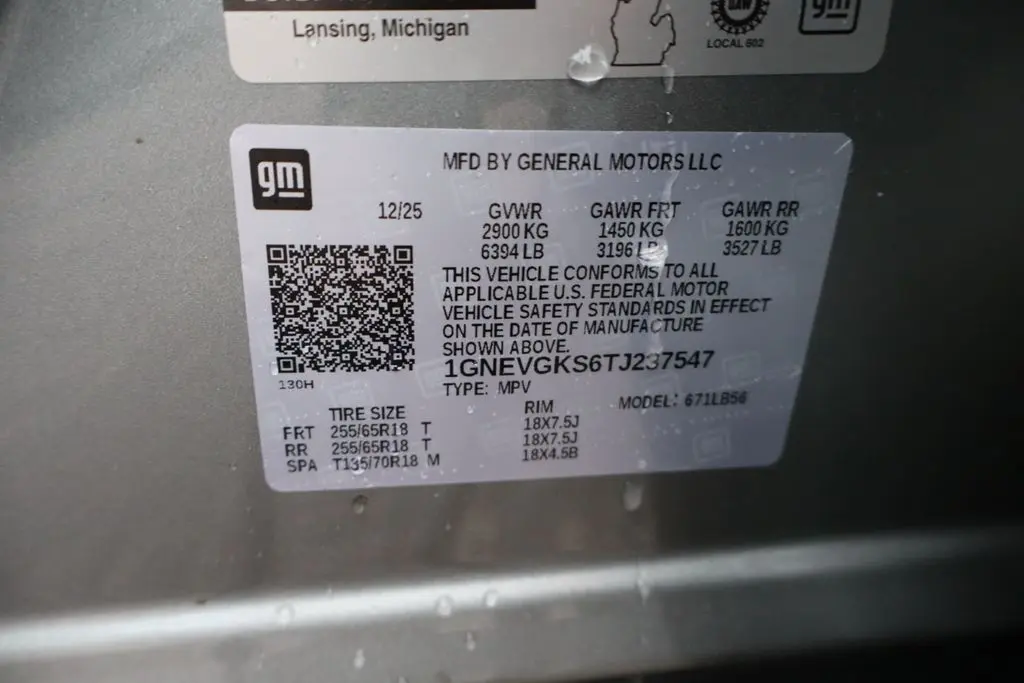 Lansing, Michigan
LOCAL 602
gm
gm
MFD BY GENERAL MOTORS LLC
12/25 GVWR GAWR FRT GAWR RR
2900 KG 1450 KG 1600 KG
6394 LB 3196 LB 3527 LB
THIS VEHICLE CONFORMS TO ALL
APPLICABLE U.S. FEDERAL MOTOR
VEHICLE SAFETY STANDARDS IN EFFECT
ON THE DATE OF MANUFACTURE
SHOWN ABOVE.
1GNEVGKS6TJ237547
130H
TYPE: MPV MODEL: 671LB56
TIRE SIZE RIM
FRT 255/65R18 T 18X7.5J
RR 255/65R18 T 18X7.5J
SPA T135/70R18 M 18X4.5B